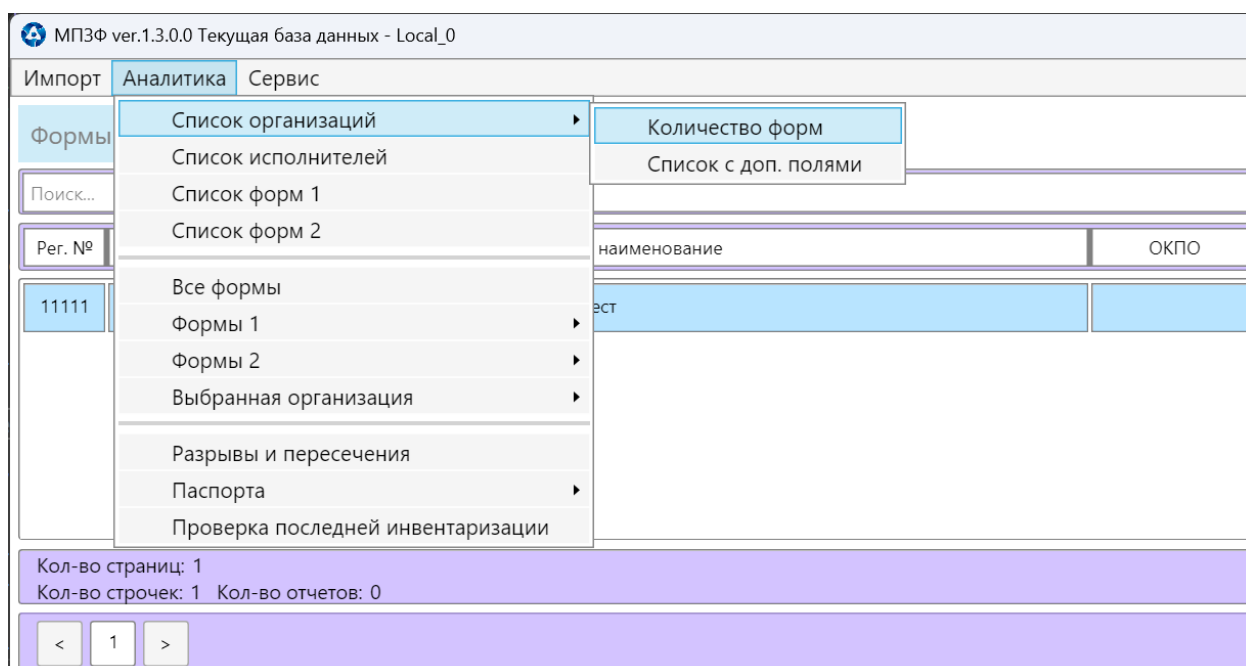 МПЗФ ver.1.3.0.0 Текущая база данных - Local_0
Импорт Аналитика Сервис
Формы
Список организаций
Количество форм
Список исполнителей
Список с доп. полями
Поиск...
Список форм 1
Список форм 2
Рег. №
наименование
ОКПО
Все формы
11111
ест
Формы 1
Формы 2
Выбранная организация
Разрывы и пересечения
Паспорта
Проверка последней инвентаризации
Кол-во страниц: 1
Кол-во строчек: 1 Кол-во отчетов: 0
< 1 >